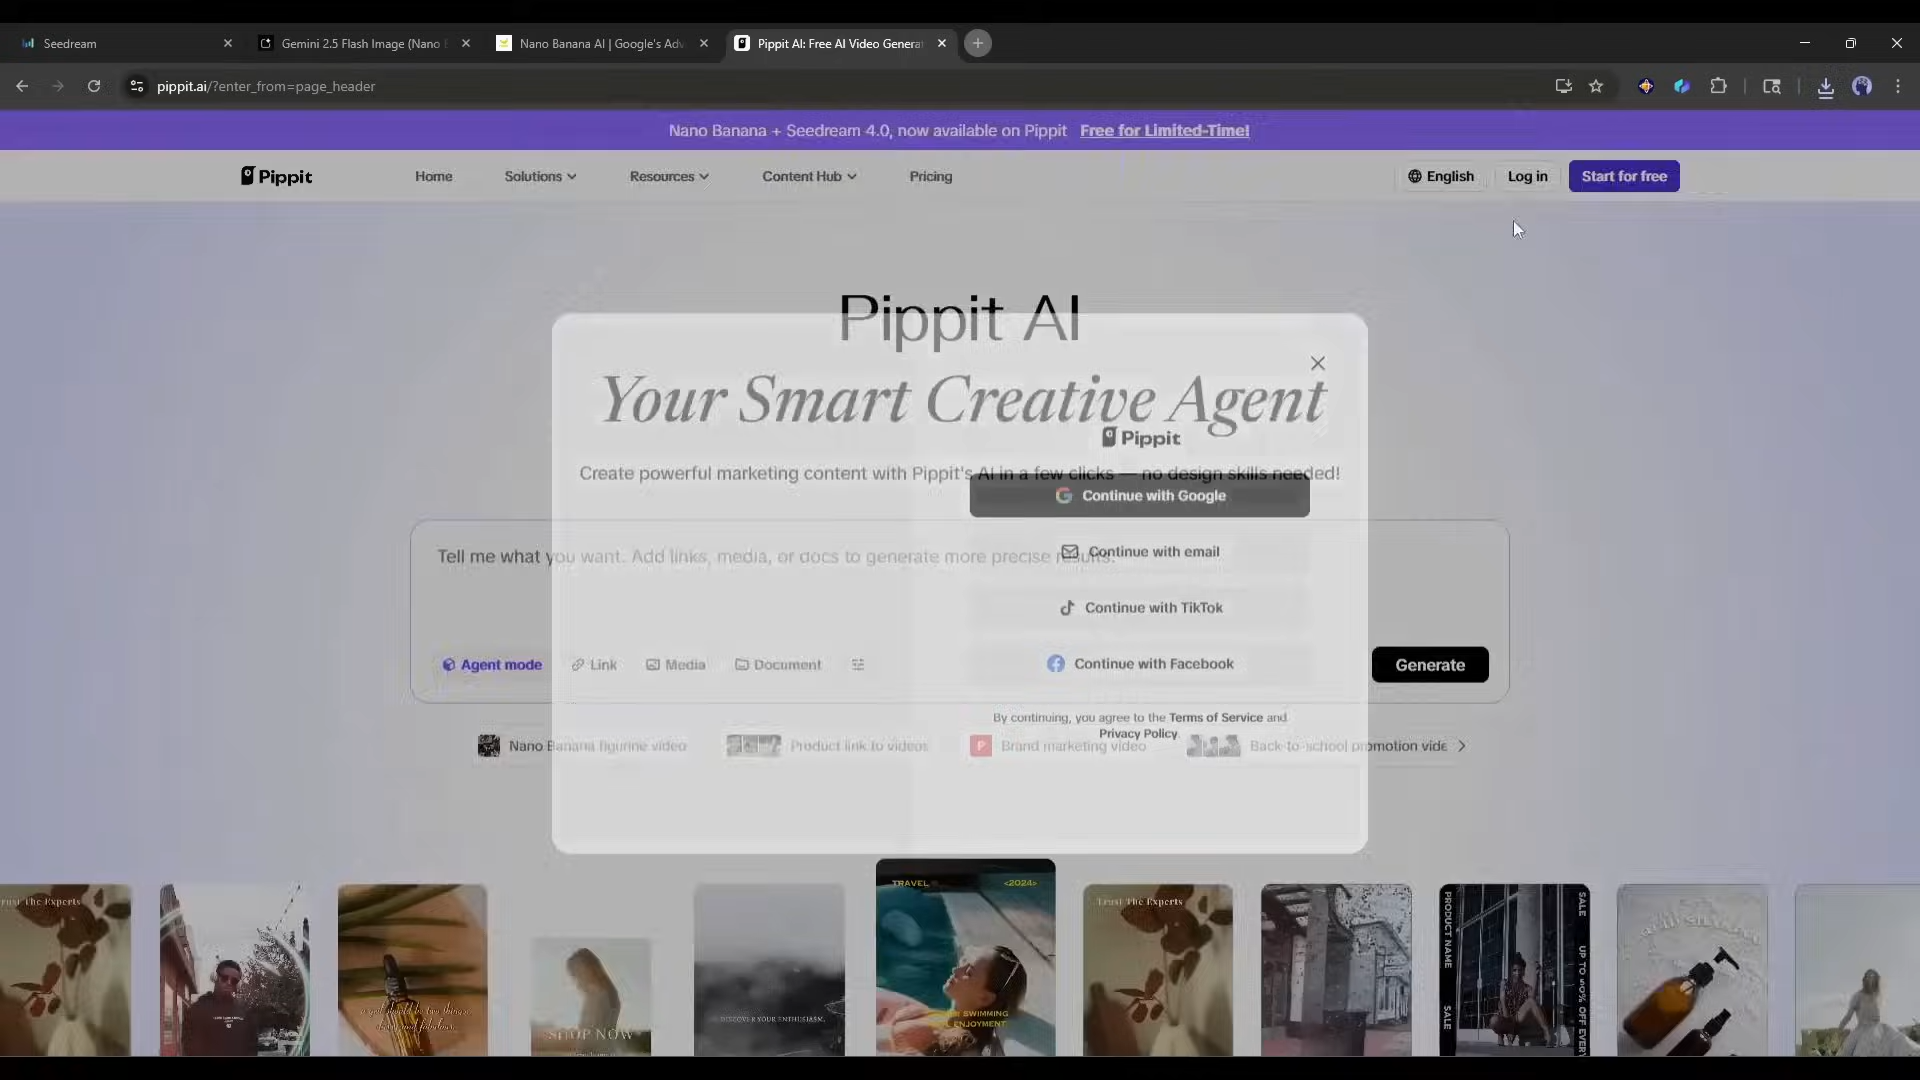 Seedream
Gemini 2.5 Flash Image (Nano
Nano Banana AI | Google's Adv
Pippit AI: Free AI Video Genera
pippit.ai/?enter_from=page_header
Nano Banana + Seedream 4.0, now available on Pippit Free for Limited-Time!
Pippit
Home
Solutions
Resources
Content Hub
Pricing
English
Log in
Start for free
Pippit AI
Your Smart Creative Agent
Pippit
Create powerful marketing content with Pippit's AI in a few clicks — no design skills needed!
Continue with Google
Tell me what you want. Add links, media, or docs to generate more precise results.
Continue with email
Continue with TikTok
Agent mode
Link
Media
Document
Continue with Facebook
Generate
By continuing, you agree to the Terms of Service and
Privacy Policy
Nano Banana figurine video
Product link to videos
Brand marketing video
Back-to-school promotion vide
Trust The Experts
TRAVEL
<2024>
SWIMMING
ENJOYMENT
SHOP NOW
DISCOVER YOUR ENTHUSIASM.
Trust The Experts
PRODUCT NAME
SALE
SALE
UP TO 50% OFF EVERY